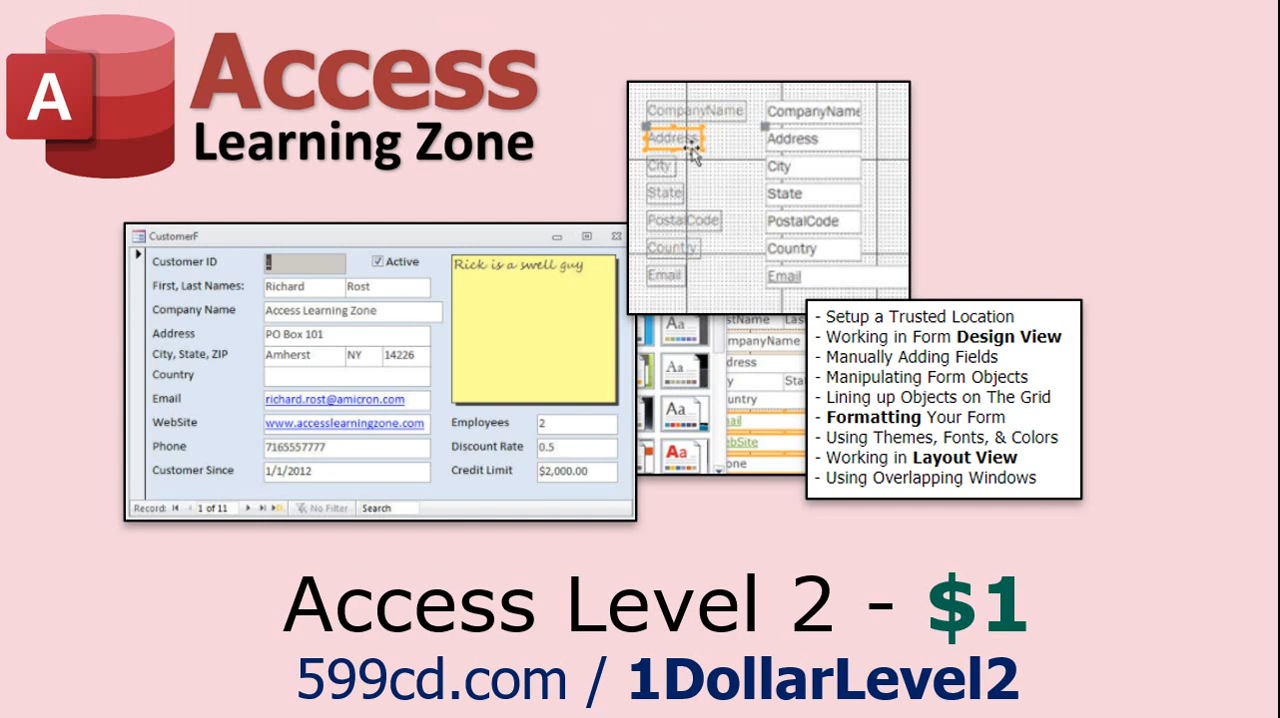 A
Access
Learning Zone
CompanyName CompanyName
Address Address
City City
State State
PostalCode PostalCode
Country Country
Email Email
CustomerF
Customer ID
Active
First, Last Names: Richard Rost
Company Name Access Learning Zone
Address PO Box 101
City, State, ZIP Amherst NY 14226
Country
Email richard.rost@amicron.com
WebSite www.accesslearningzone.com
Phone 7165557777
Customer Since 1/1/2012
Rick is a swell guy
Employees 2
Discount Rate 0.5
Credit Limit $2,000.00
Record: 1 of 11 No Filter Search
Aa
Aa
Aa
Aa
- Setup a Trusted Location
- Working in Form Design View
- Manually Adding Fields
- Manipulating Form Objects
- Lining up Objects on The Grid
- Formatting Your Form
- Using Themes, Fonts, & Colors
- Working in Layout View
- Using Overlapping Windows
Access Level 2 - $1
599cd.com / 1DollarLevel2